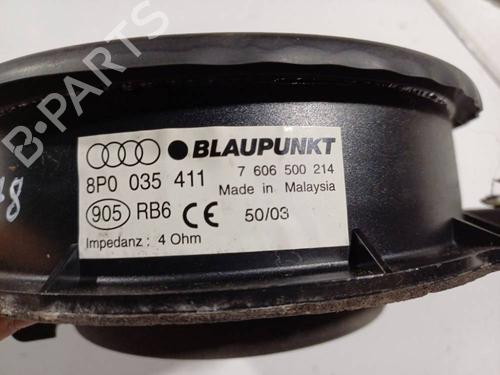 B-PARTS
BLAUPUNKT
8P0 035 411 7 606 500 214
Made in Malaysia
905 RB6 CE 50/03
Impedanz : 4 Ohm